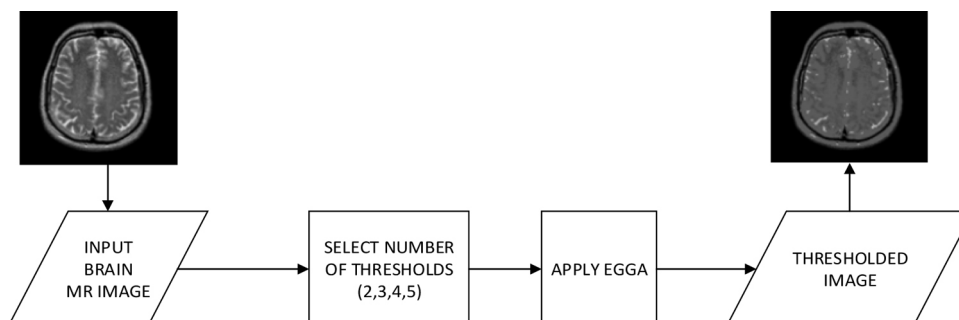 INPUT
BRAIN
MR IMAGE
SELECT NUMBER
OF THRESHOLDS
(2,3,4,5)
APPLY EGGA
THRESHOLDED
IMAGE